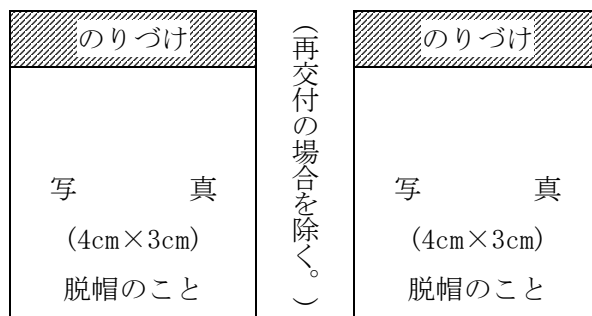 のりづけ
写 真
(4cm×3cm)
脱帽のこと
(再交付の場合を除く。)
のりづけ
写 真
(4cm×3cm)
脱帽のこと